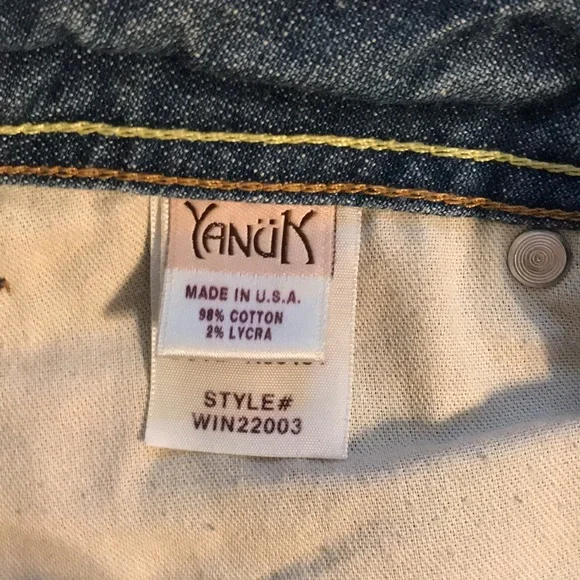 YANÜK
MADE IN U.S.A.
98% COTTON
2% LYCRA
STYLE#
WIN22003